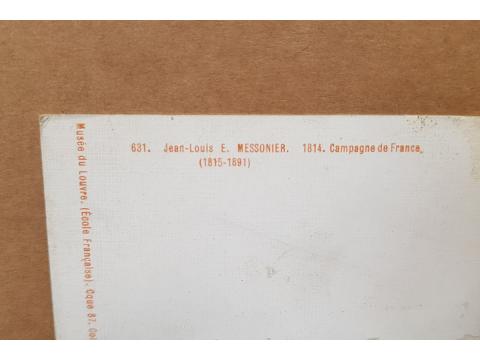 631. Jean-Louis E. MESSONIER. 1814. Campagne de France.
(1815-1891)
Musée du Louvre. (École Française). Cque 87.